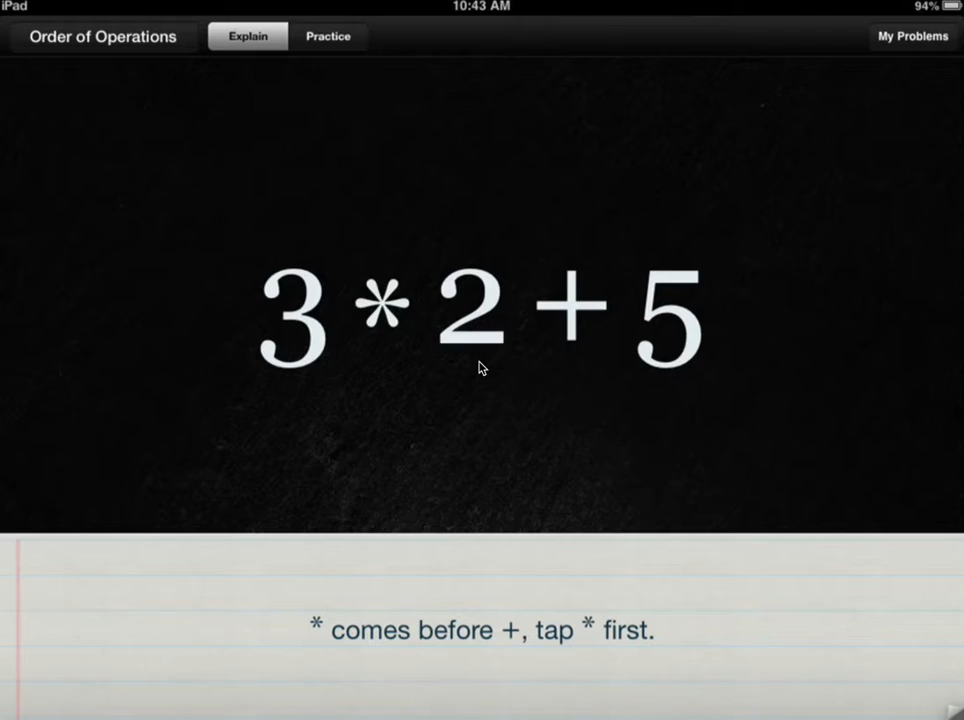 iPad 10:43 AM 94%
Order of Operations Explain Practice My Problems
3 * 2 + 5
* comes before +, tap * first.